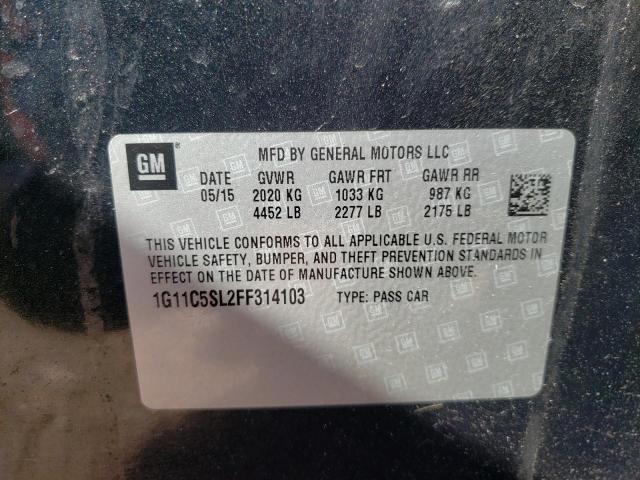 GM MFD BY GENERAL MOTORS LLC
DATE GVWR GAWR FRT GAWR RR
05/15 2020 KG 1033 KG 987 KG
4452 LB 2277 LB 2175 LB
THIS VEHICLE CONFORMS TO ALL APPLICABLE U.S. FEDERAL MOTOR
VEHICLE SAFETY, BUMPER, AND THEFT PREVENTION STANDARDS IN
EFFECT ON THE DATE OF MANUFACTURE SHOWN ABOVE.
1G11C5SL2FF314103 TYPE: PASS CAR